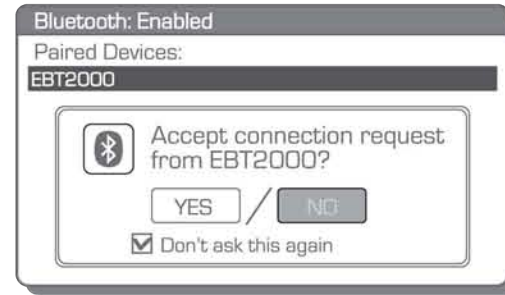 Bluetooth: Enabled
Paired Devices:
EBT2000
Accept connection request
from EBT2000?
YES / NO
Don't ask this again